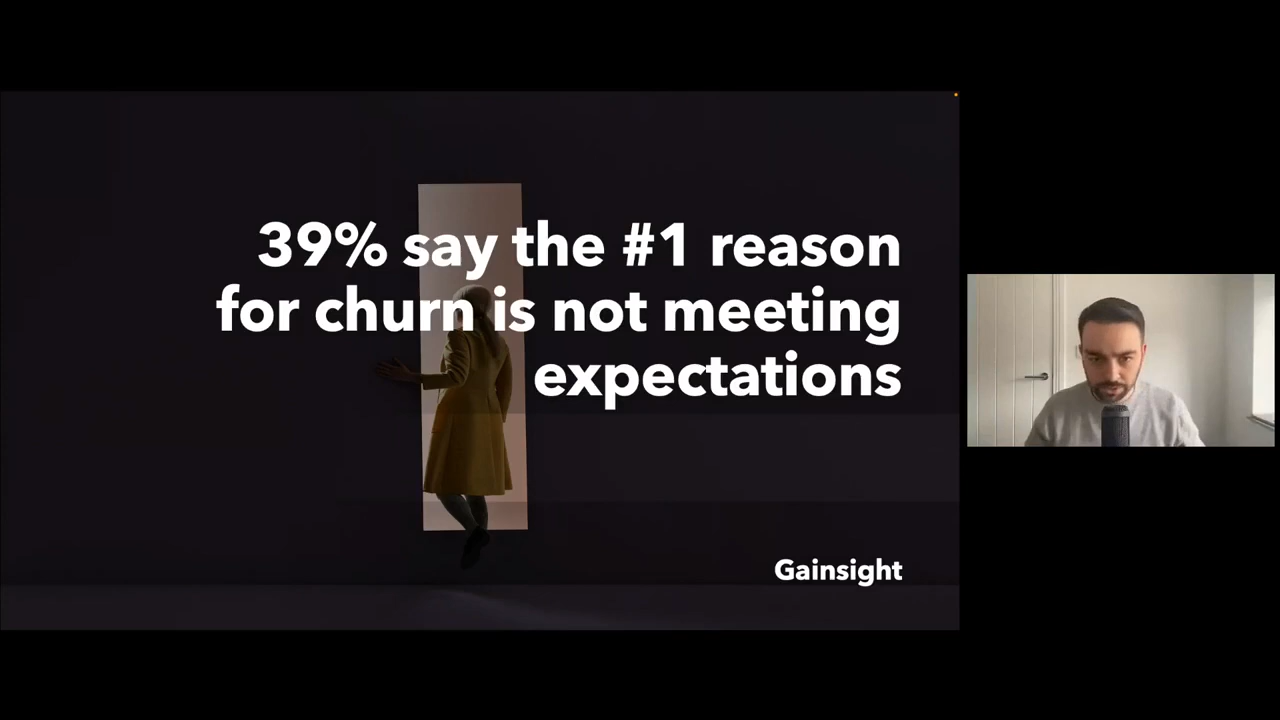 39% say the #1 reason
for churn is not meeting
expectations
Gainsight